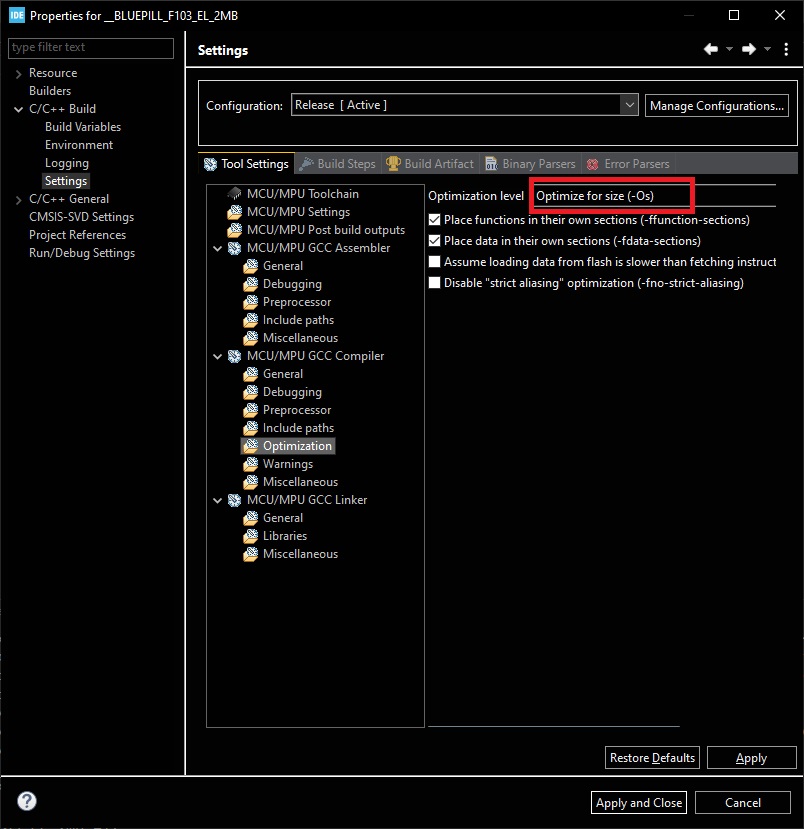 IDE Properties for __BLUEPILL_F103_EL_2MB
type filter text
Resource
Builders
C/C++ Build
Build Variables
Environment
Logging
Settings
C/C++ General
CMSIS-SVD Settings
Project References
Run/Debug Settings
Settings
Configuration: Release [ Active ] Manage Configurations...
Tool Settings Build Steps Build Artifact Binary Parsers Error Parsers
MCU/MPU Toolchain
MCU/MPU Settings
MCU/MPU Post build outputs
MCU/MPU GCC Assembler
General
Debugging
Preprocessor
Include paths
Miscellaneous
MCU/MPU GCC Compiler
General
Debugging
Preprocessor
Include paths
Optimization
Warnings
Miscellaneous
MCU/MPU GCC Linker
General
Libraries
Miscellaneous
Optimization level Optimize for size (-Os)
Place functions in their own sections (-ffunction-sections)
Place data in their own sections (-fdata-sections)
Assume loading data from flash is slower than fetching instruct
Disable "strict aliasing" optimization (-fno-strict-aliasing)
Restore Defaults Apply
? Apply and Close Cancel